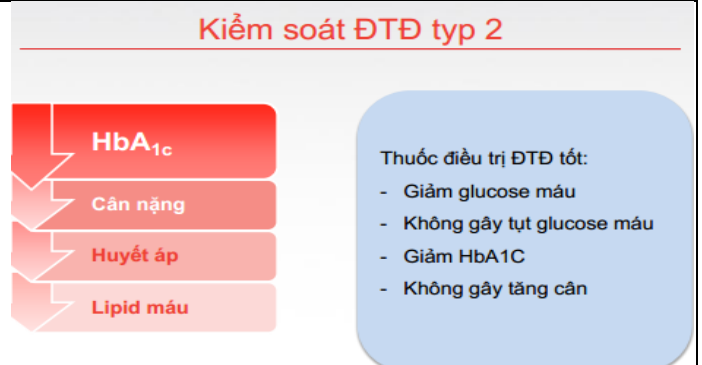 Kiểm soát ĐTĐ typ 2
HbA1c
Cân nặng
Huyết áp
Lipid máu
Thuốc điều trị ĐTĐ tốt:
- Giảm glucose máu
- Không gây tụt glucose máu
- Giảm HbA1C
- Không gây tăng cân